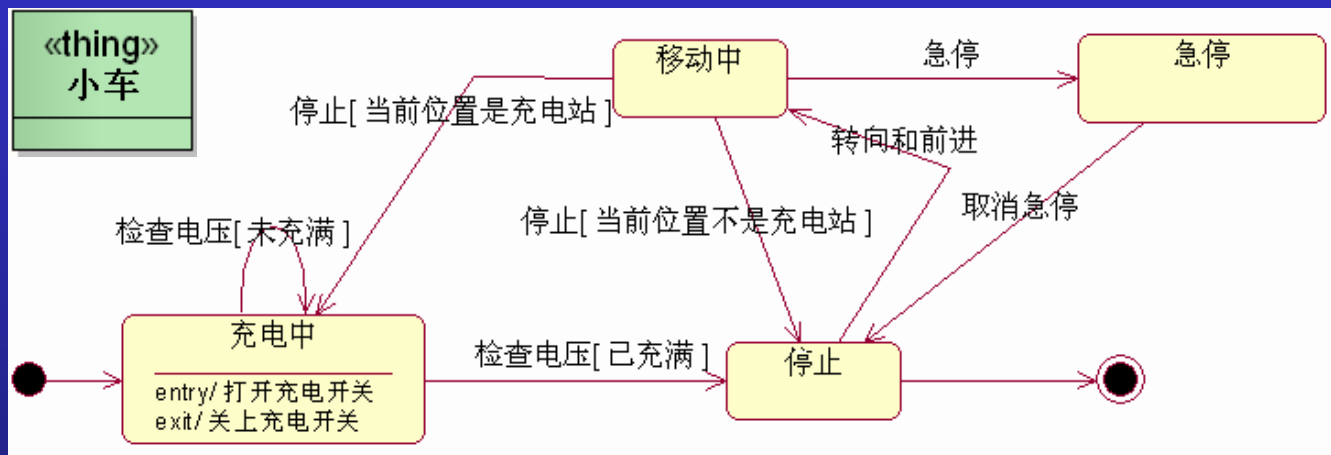 «thing»
小车
移动中
急停
急停
停止[ 当前位置是充电站 ]
转向和前进
取消急停
停止[ 当前位置不是充电站 ]
检查电压[ 未充满 ]
充电中
entry/ 打开充电开关
exit/ 关上充电开关
检查电压[ 已充满 ]
停止